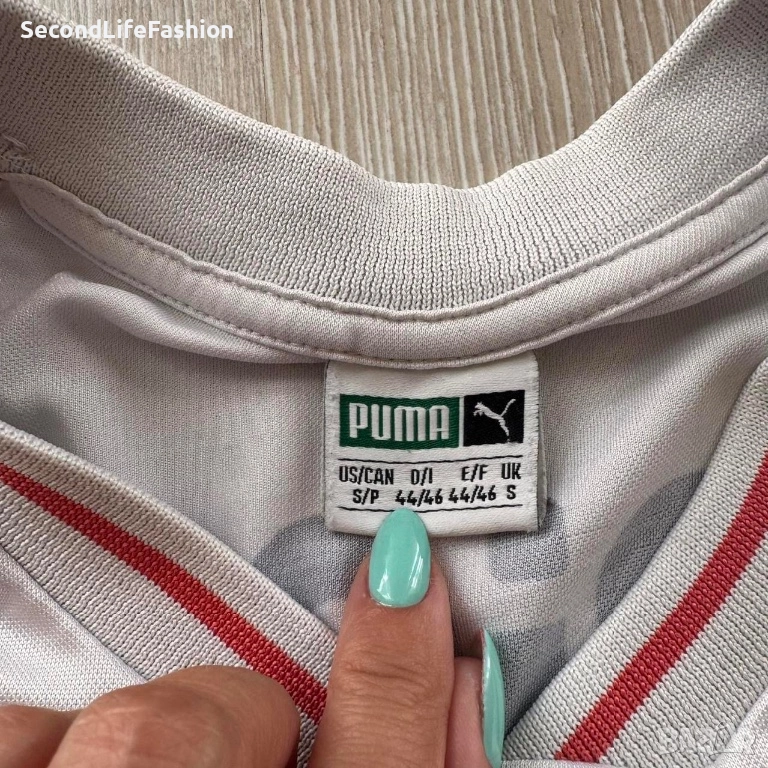 SecondLifeFashion
PUMA
US/CAN D/I E/F UK
S/P 44/46 44/46 S